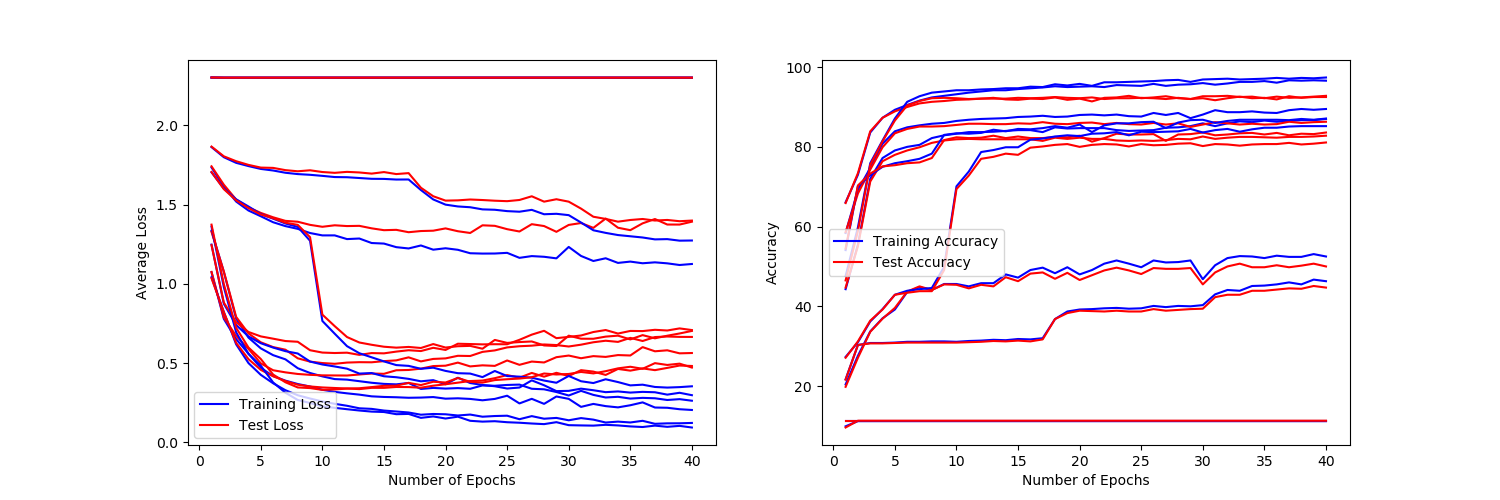 2.0
1.5
1.0
0.5
0.0
Average Loss
Training Loss
Test Loss
0 5 10 15 20 25 30 35 40
Number of Epochs
100
80
60
40
20
Accuracy
Training Accuracy
Test Accuracy
0 5 10 15 20 25 30 35 40
Number of Epochs